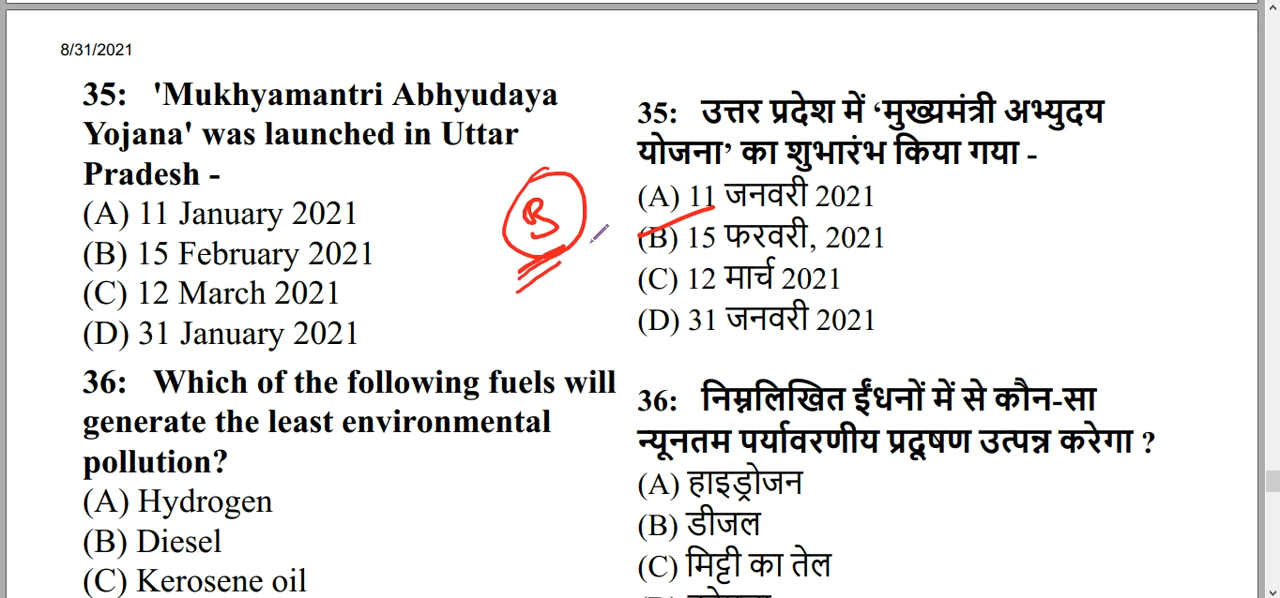 8/31/2021
35: 'Mukhyamantri Abhyudaya
Yojana' was launched in Uttar
Pradesh -
(A) 11 January 2021
(B) 15 February 2021
(C) 12 March 2021
(D) 31 January 2021
B
36: Which of the following fuels will
generate the least environmental
pollution?
(A) Hydrogen
(B) Diesel
(C) Kerosene oil
35: उत्तर प्रदेश में ‘मुख्यमंत्री अभ्युदय
योजना’ का शुभारंभ किया गया -
(A) 11 जनवरी 2021
(B) 15 फरवरी, 2021
(C) 12 मार्च 2021
(D) 31 जनवरी 2021
36: निम्नलिखित ईंधनों में से कौन-सा
न्यूनतम पर्यावरणीय प्रदूषण उत्पन्न करेगा ?
(A) हाइड्रोजन
(B) डीजल
(C) मिट्टी का तेल